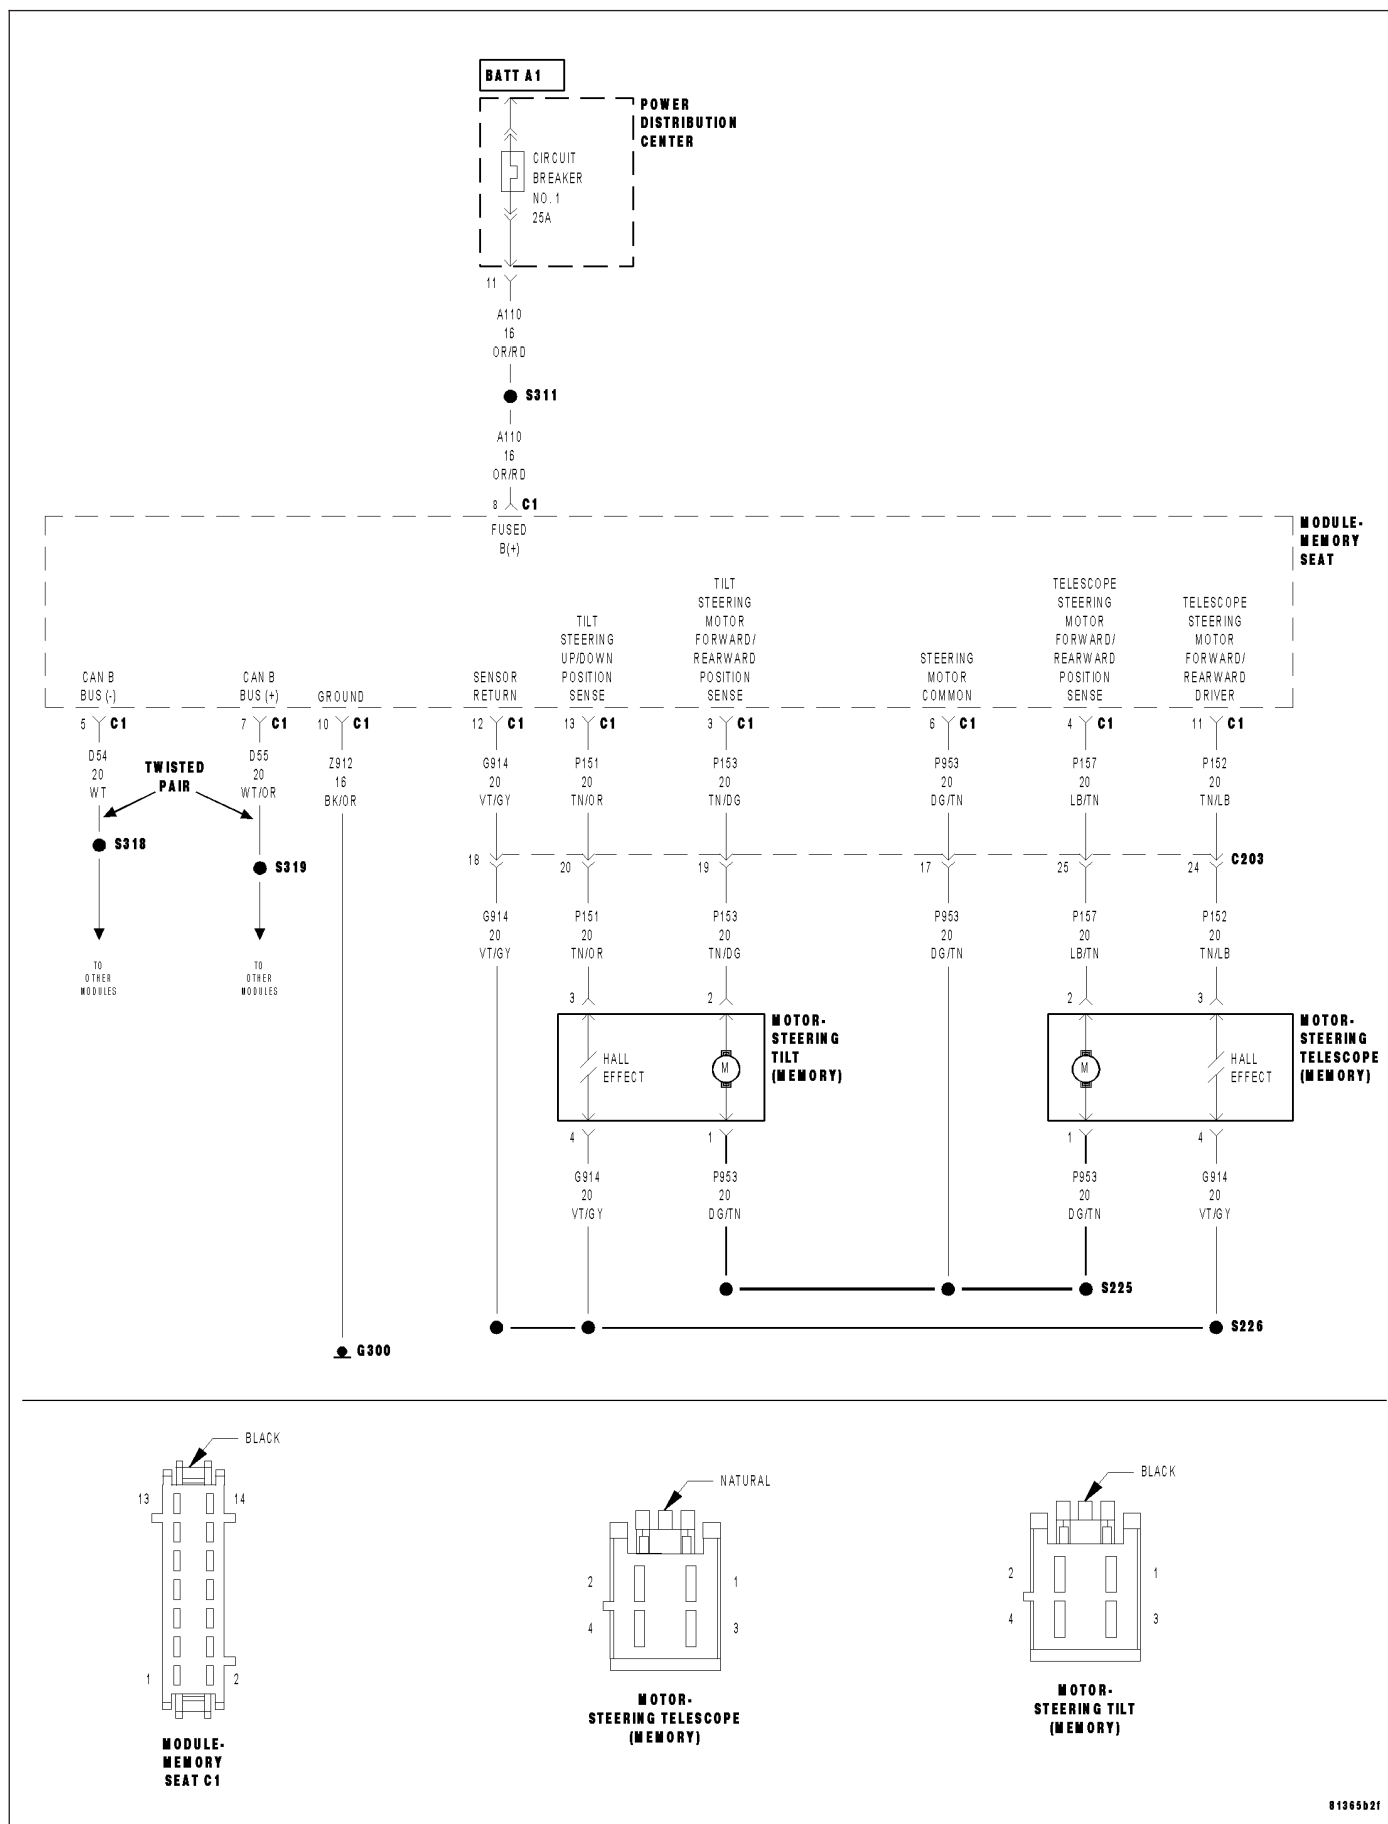 BATT A1
POWER
DISTRIBUTION
CENTER
CIRCUIT
BREAKER
NO. 1
25A
11
A110
16
OR/RD
S311
A110
16
OR/RD
8 C1
FUSED
B(+)
MODULE-
MEMORY
SEAT
CAN B
BUS (-)
CAN B
BUS (+)
GROUND
SENSOR
RETURN
TILT
STEERING
UP/DOWN
POSITION
SENSE
TILT
STEERING
MOTOR
FORWARD/
REARWARD
POSITION
SENSE
STEERING
MOTOR
COMMON
TELESCOPE
STEERING
MOTOR
FORWARD/
REARWARD
POSITION
SENSE
TELESCOPE
STEERING
MOTOR
FORWARD/
REARWARD
DRIVER
5 C1
7 C1
10 C1
12 C1
13 C1
3 C1
6 C1
4 C1
11 C1
D54
20
WT
TWISTED
PAIR
D55
20
WT/OR
Z912
16
BK/OR
G914
20
VT/GY
P151
20
TN/OR
P153
20
TN/DG
P953
20
DG/TN
P157
20
LB/TN
P152
20
TN/LB
S318
S319
18
20
19
17
25
24
C203
TO
OTHER
MODULES
TO
OTHER
MODULES
G914
20
VT/GY
P151
20
TN/OR
P153
20
TN/DG
P953
20
DG/TN
P157
20
LB/TN
P152
20
TN/LB
3
2
2
3
HALL
EFFECT
M
MOTOR-
STEERING
TILT
(MEMORY)
M
HALL
EFFECT
MOTOR-
STEERING
TELESCOPE
(MEMORY)
4
1
1
4
G914
20
VT/GY
P953
20
DG/TN
P953
20
DG/TN
G914
20
VT/GY
S225
S226
G300
BLACK
13
14
1
2
MODULE-
MEMORY
SEAT C1
NATURAL
2
1
4
3
MOTOR-
STEERING TELESCOPE
(MEMORY)
BLACK
2
1
4
3
MOTOR-
STEERING TILT
(MEMORY)
81365b2f